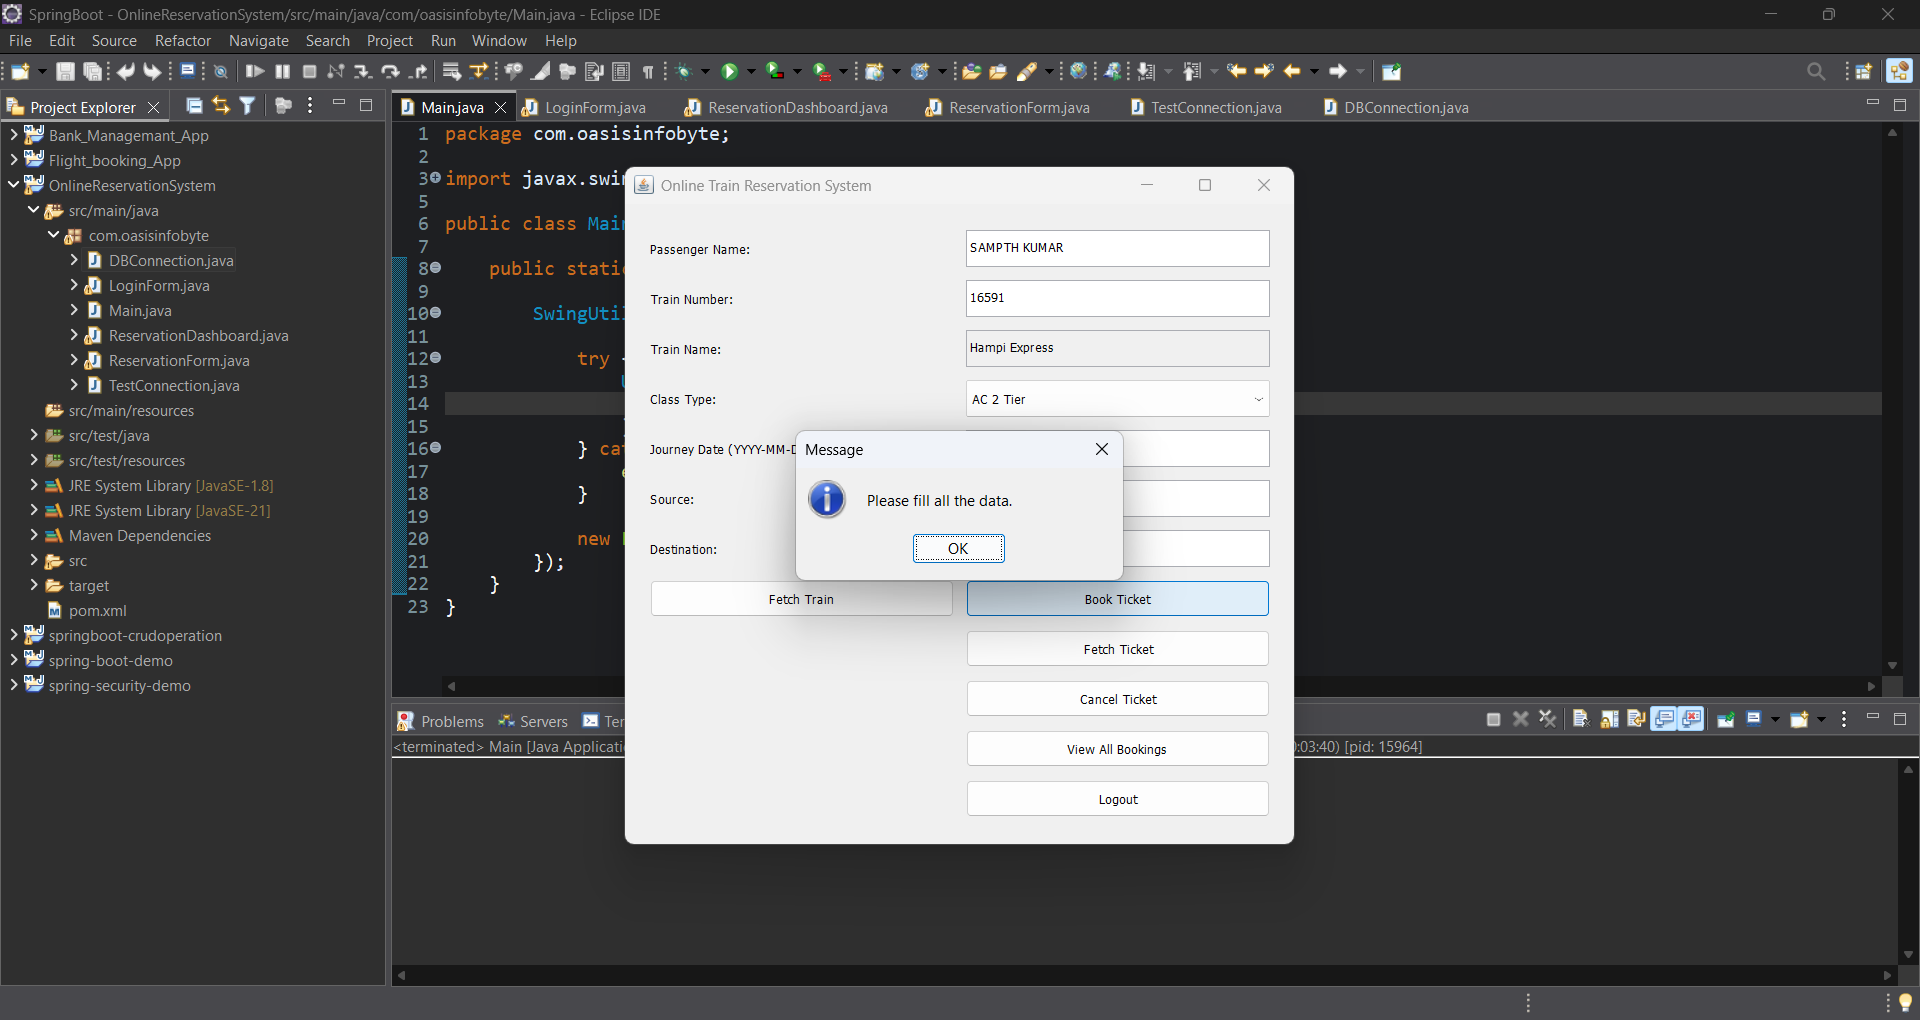 SpringBoot - OnlineReservationSystem/src/main/java/com/oasisinfobyte/Main.java - Eclipse IDE
File Edit Source Refactor Navigate Search Project Run Window Help
Project Explorer
Main.java LoginForm.java ReservationDashboard.java ReservationForm.java TestConnection.java DBConnection.java
Bank_Managemant_App
Flight_booking_App
OnlineReservationSystem
src/main/java
com.oasisinfobyte
DBConnection.java
LoginForm.java
Main.java
ReservationDashboard.java
ReservationForm.java
TestConnection.java
src/main/resources
src/test/java
src/test/resources
JRE System Library [JavaSE-1.8]
JRE System Library [JavaSE-21]
Maven Dependencies
src
target
pom.xml
springboot-crudoperation
spring-boot-demo
spring-security-demo
1 package com.oasisinfobyte;
2
3 import javax.swi
5
6 public class Mai
7
8 public stati
9
10 SwingUti
11
12 try
13
14
15
16 } ca
17
18 }
19
20 new
21 });
22 }
23 }
Online Train Reservation System
Passenger Name: SAMPTH KUMAR
Train Number: 16591
Train Name: Hampi Express
Class Type: AC 2 Tier
Journey Date (YYYY-MM-D
Source:
Destination:
Message
Please fill all the data.
OK
Fetch Train Book Ticket
Fetch Ticket
Cancel Ticket
View All Bookings
Logout
Problems Servers Ter
<terminated> Main [Java Applicati :03:40) [pid: 15964]